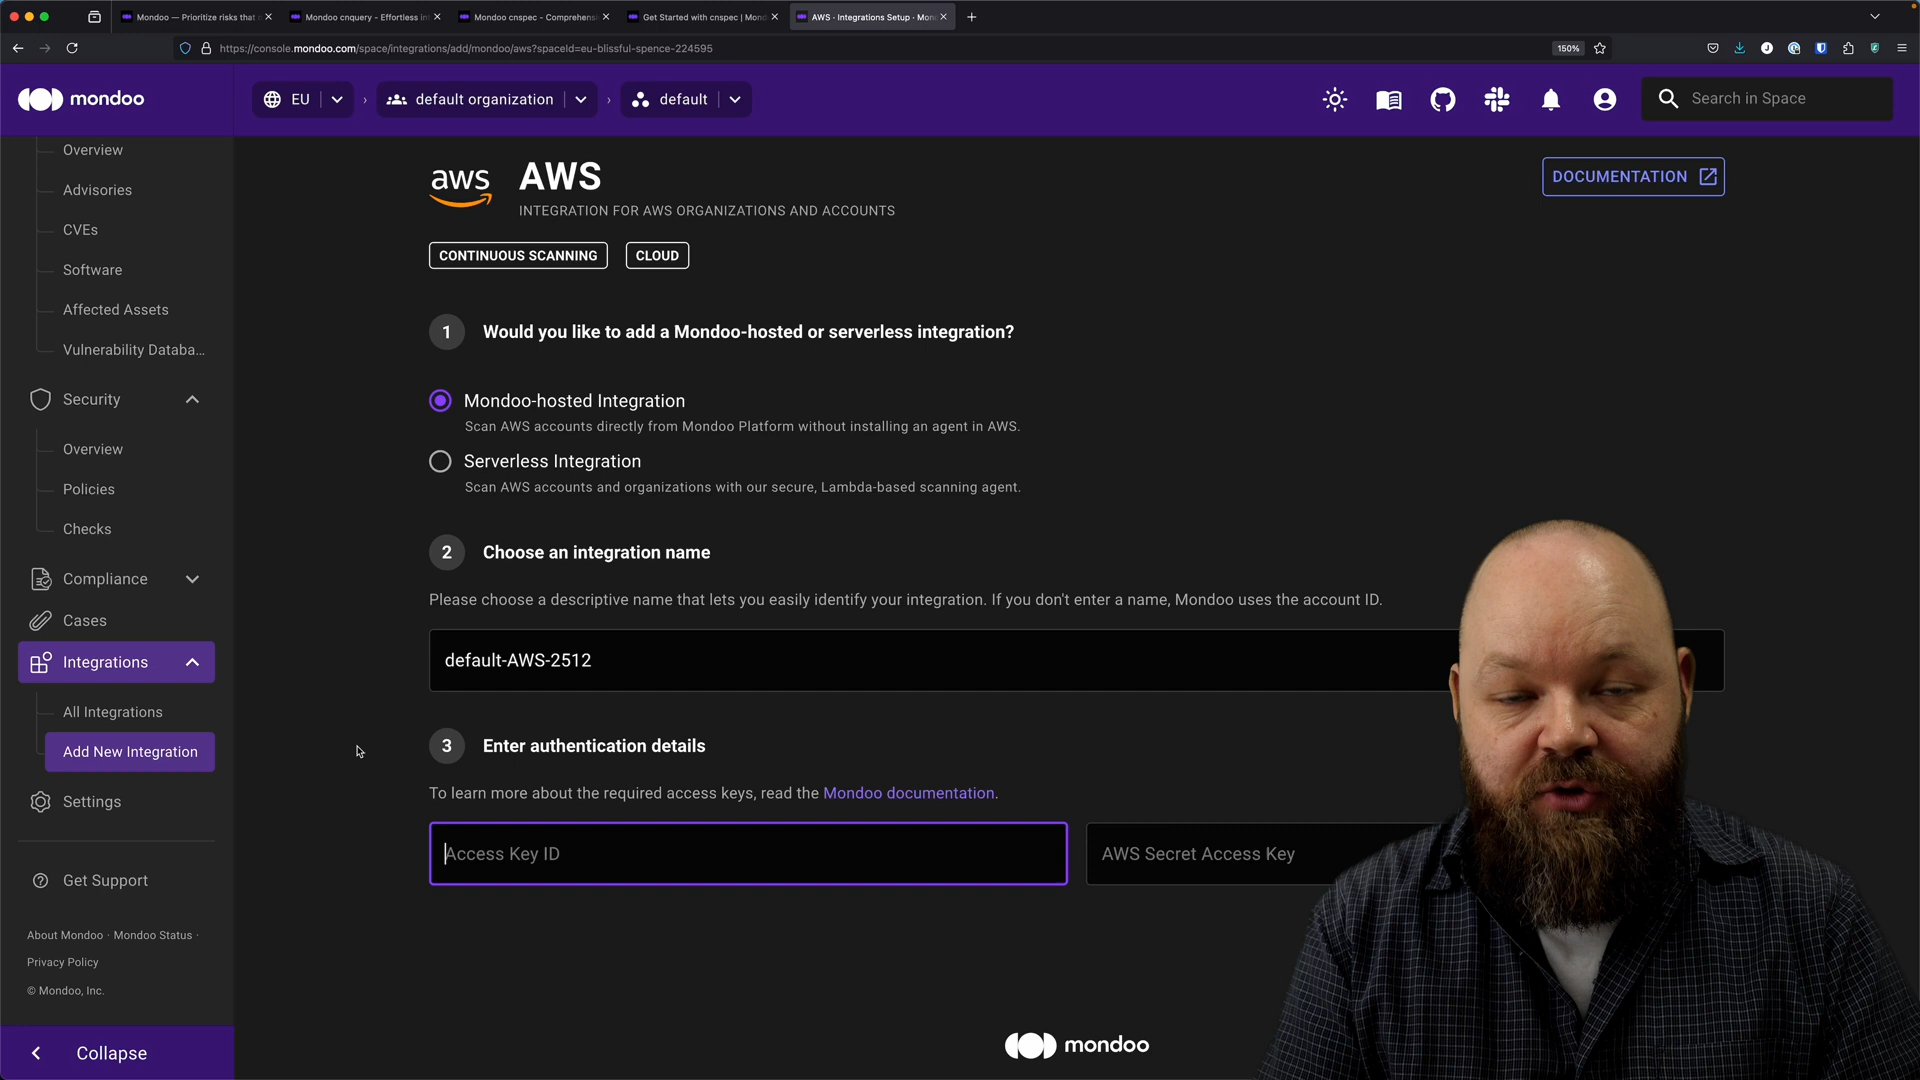 Mondoo — Prioritize risks that
Mondoo cnquery - Effortless in
Mondoo cnspec - Comprehensi
Get Started with cnspec | Mond
AWS · Integrations Setup · Mon
https://console.mondoo.com/space/integrations/add/mondoo/aws?spaceId=eu-blissful-spence-224595
150%
mondoo
EU
default organization
default
Search in Space
Overview
Advisories
CVEs
Software
Affected Assets
Vulnerability Databa...
Security
Overview
Policies
Checks
Compliance
Cases
Integrations
All Integrations
Add New Integration
Settings
Get Support
About Mondoo · Mondoo Status ·
Privacy Policy
© Mondoo, Inc.
Collapse
aws
AWS
INTEGRATION FOR AWS ORGANIZATIONS AND ACCOUNTS
DOCUMENTATION
CONTINUOUS SCANNING
CLOUD
1 Would you like to add a Mondoo-hosted or serverless integration?
Mondoo-hosted Integration
Scan AWS accounts directly from Mondoo Platform without installing an agent in AWS.
Serverless Integration
Scan AWS accounts and organizations with our secure, Lambda-based scanning agent.
2 Choose an integration name
Please choose a descriptive name that lets you easily identify your integration. If you don't enter a name, Mondoo uses the account ID.
default-AWS-2512
3 Enter authentication details
To learn more about the required access keys, read the Mondoo documentation.
Access Key ID
AWS Secret Access Key
mondoo